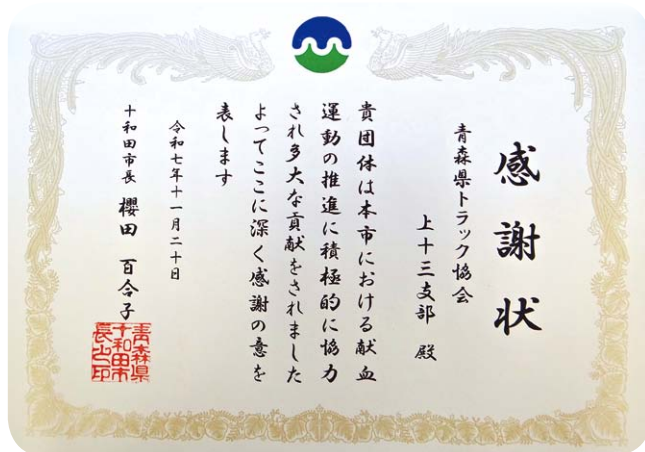 感謝状
青森県トラック協会
上十三支部 殿
貴団体は本市における献血
運動の推進に積極的に協力
され多大な貢献をされました
よってここに深く感謝の意を
表します
令和七年十一月二十日
十和田市長 櫻田 百合子
青森県
十和田市
長之印